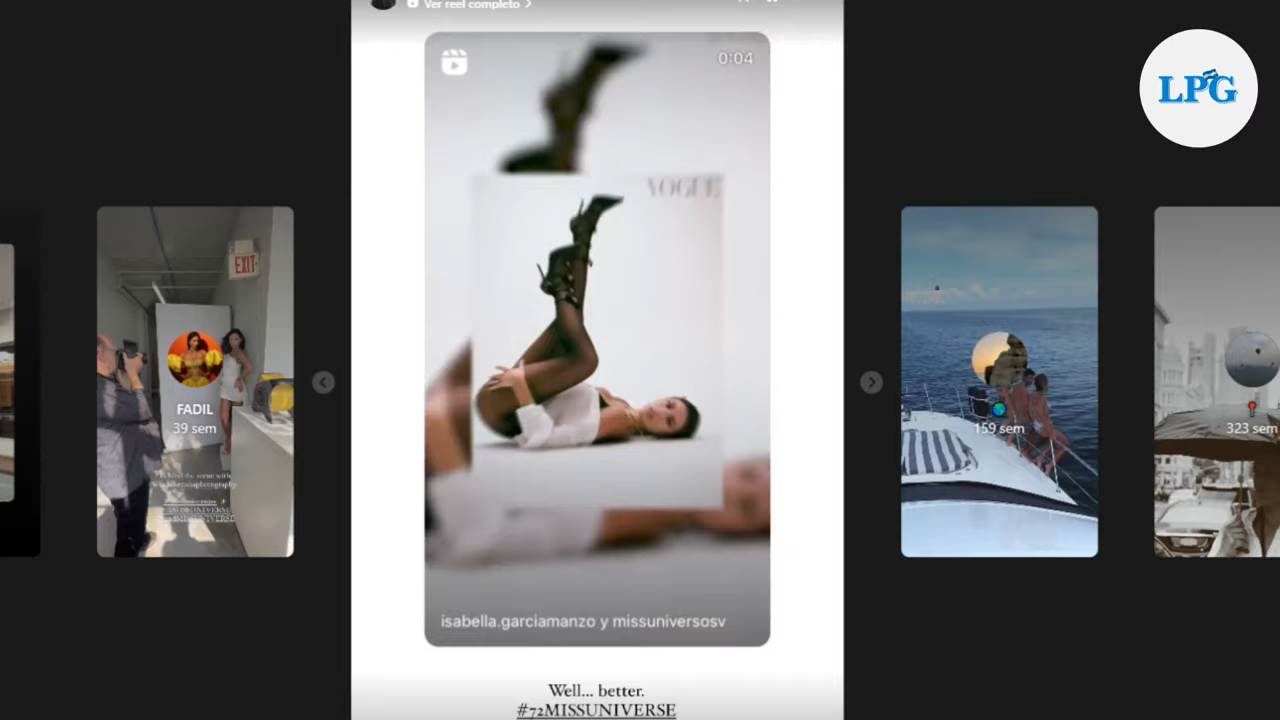 Ver reel completo
0:04
LPG
VOGUE
EXIT
FADIL
39 sem
#72MISSUNIVERSE
159 sem
323 sem
isabella.garciamanzo y missuniversosv
Well... better.
#72MISSUNIVERSE